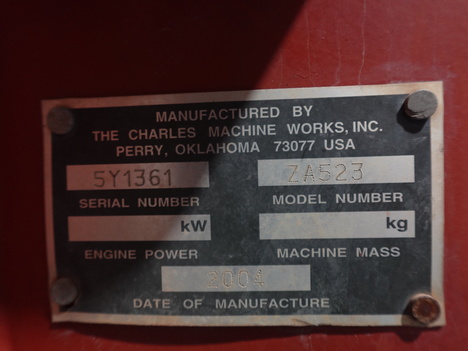 MANUFACTURED BY
THE CHARLES MACHINE WORKS, INC.
PERRY, OKLAHOMA 73077 USA
5Y1361 ZA523
SERIAL NUMBER MODEL NUMBER
kW kg
ENGINE POWER MACHINE MASS
2004
DATE OF MANUFACTURE